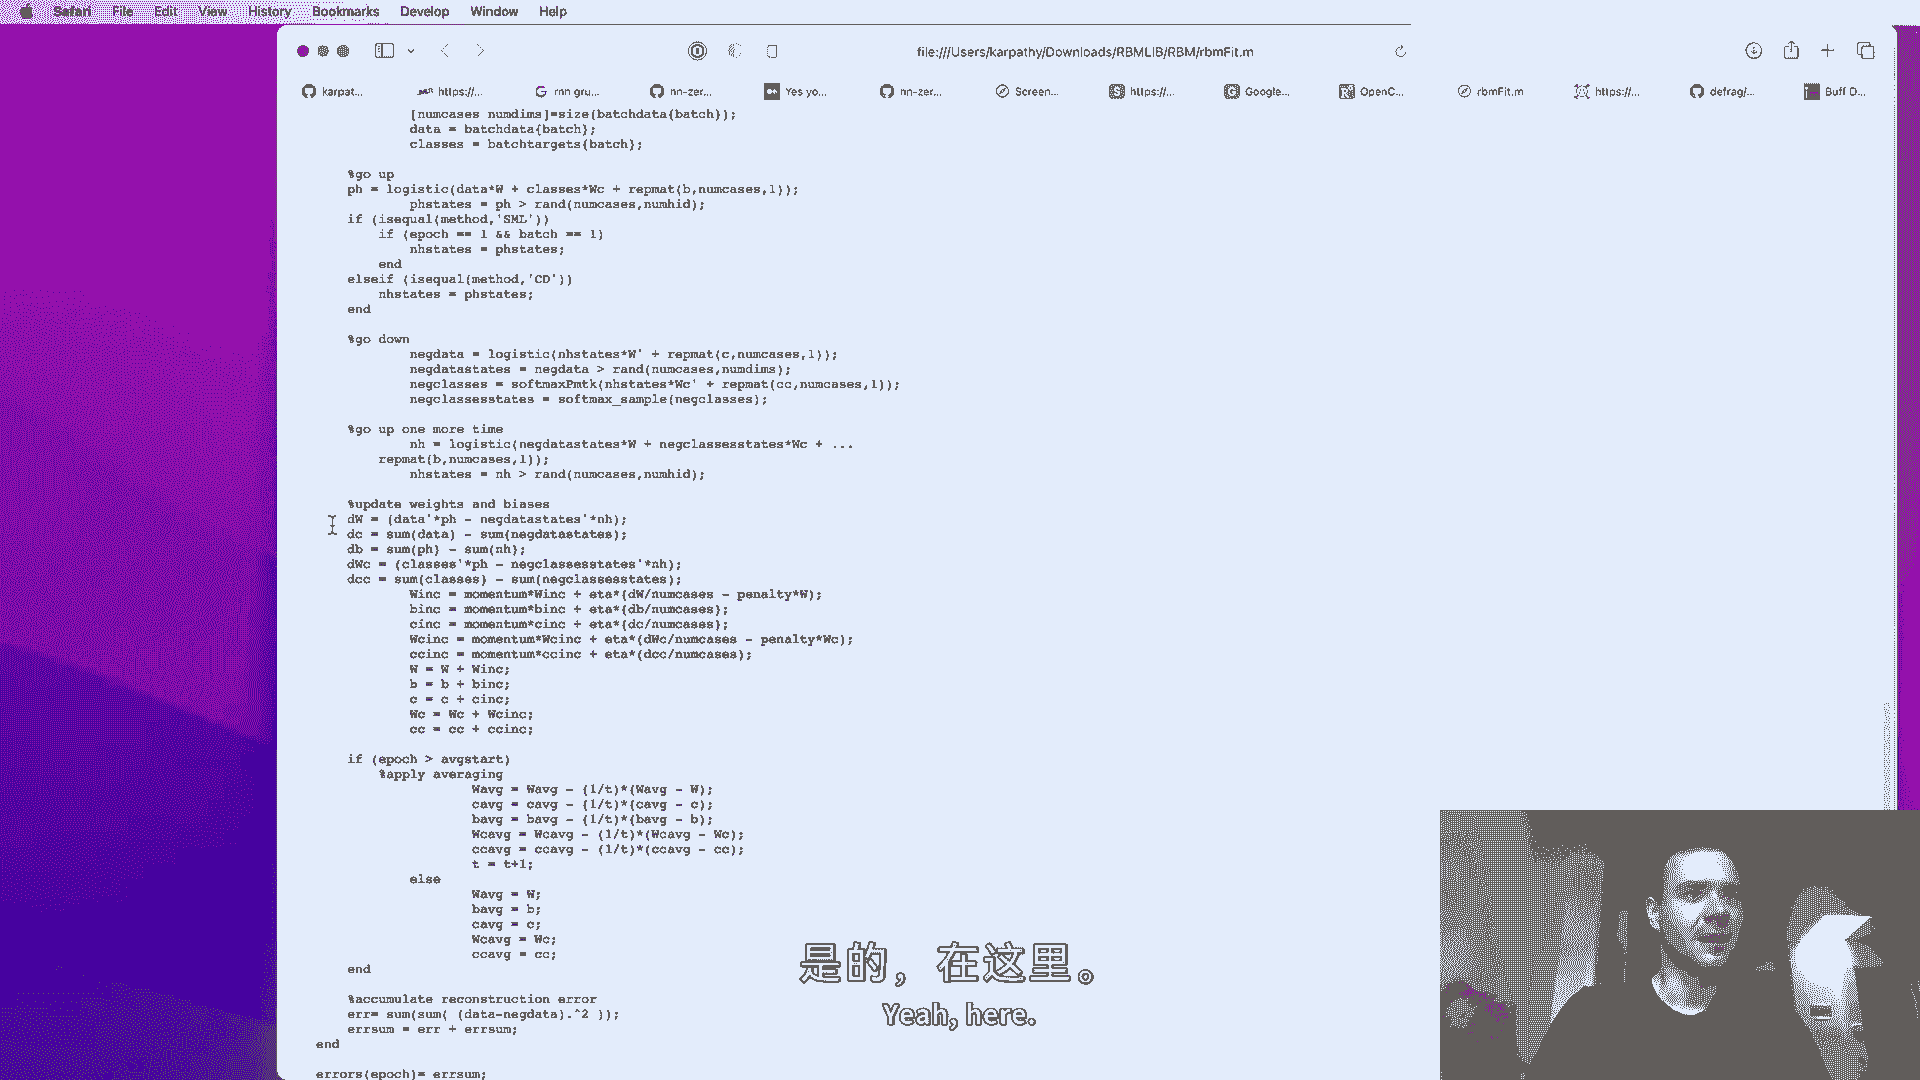 Safari File Edit View History Bookmarks Develop Window Help
file:///Users/karpathy/Downloads/RBMLIB/RBM/rbmFit.m
karpat... https://... rnn gru... nn-zer... Yes yo... nn-zer... Screen... https://... Google... OpenC... rbmFit.m https://... defrag/... Buff D...
[numcases numdims]=size(batchdata{batch});
data = batchdata{batch};
classes = batchtargets{batch};
%go up
ph = logistic(data*W + classes*Wc + repmat(b,numcases,1));
phstates = ph > rand(numcases,numhid);
if (isequal(method,'SML'))
if (epoch == 1 && batch == 1)
nhstates = phstates;
end
elseif (isequal(method,'CD'))
nhstates = phstates;
end
%go down
negdata = logistic(nhstates*W' + repmat(c,numcases,1));
negdatastates = negdata > rand(numcases,numdims);
negclasses = softmaxPmtk(nhstates*Wc' + repmat(cc,numcases,1));
negclassesstates = softmax_sample(negclasses);
%go up one more time
nh = logistic(negdatastates*W + negclassesstates*Wc + ...
repmat(b,numcases,1));
nhstates = nh > rand(numcases,numhid);
%update weights and biases
dW = (data'*ph - negdatastates'*nh);
dc = sum(data) - sum(negdatastates);
db = sum(ph) - sum(nh);
dWc = (classes'*ph - negclassesstates'*nh);
dcc = sum(classes) - sum(negclassesstates);
Winc = momentum*Winc + eta*(dW/numcases - penalty*W);
binc = momentum*binc + eta*(db/numcases);
cinc = momentum*cinc + eta*(dc/numcases);
Wcinc = momentum*Wcinc + eta*(dWc/numcases - penalty*Wc);
ccinc = momentum*ccinc + eta*(dcc/numcases);
W = W + Winc;
b = b + binc;
c = c + cinc;
Wc = Wc + Wcinc;
cc = cc + ccinc;
if (epoch > avgstart)
%apply averaging
Wavg = Wavg - (1/t)*(Wavg - W);
cavg = cavg - (1/t)*(cavg - c);
bavg = bavg - (1/t)*(bavg - b);
Wcavg = Wcavg - (1/t)*(Wcavg - Wc);
ccavg = ccavg - (1/t)*(ccavg - cc);
t = t+1;
else
Wavg = W;
bavg = b;
cavg = c;
Wcavg = Wc;
ccavg = cc;
end
%accumulate reconstruction error
err= sum(sum( (data-negdata).^2 ));
errsum = err + errsum;
end
errors(epoch)= errsum;
是的，在这里。
Yeah, here.